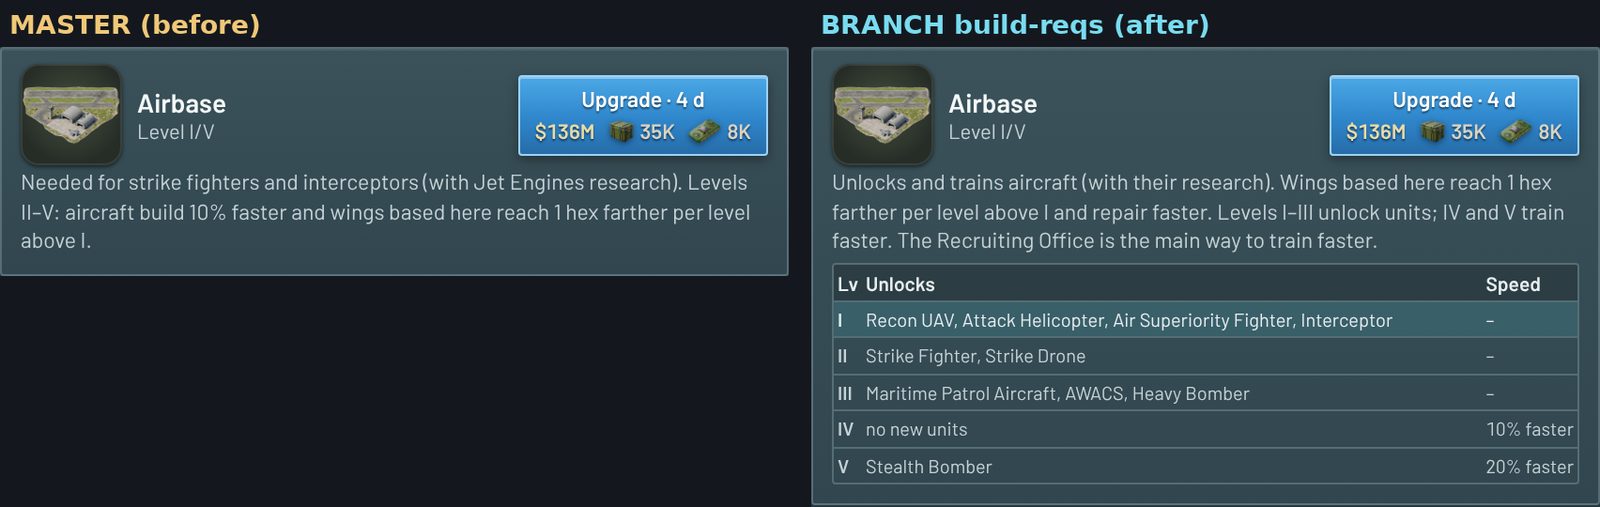 MASTER (before)
Airbase
Level I/V
Upgrade · 4 d
$136M 35K 8K
Needed for strike fighters and interceptors (with Jet Engines research). Levels
II–V: aircraft build 10% faster and wings based here reach 1 hex farther per level
above I.
BRANCH build-reqs (after)
Airbase
Level I/V
Upgrade · 4 d
$136M 35K 8K
Unlocks and trains aircraft (with their research). Wings based here reach 1 hex
farther per level above I and repair faster. Levels I–III unlock units; IV and V train
faster. The Recruiting Office is the main way to train faster.
Lv Unlocks Speed
I Recon UAV, Attack Helicopter, Air Superiority Fighter, Interceptor –
II Strike Fighter, Strike Drone –
III Maritime Patrol Aircraft, AWACS, Heavy Bomber –
IV no new units 10% faster
V Stealth Bomber 20% faster